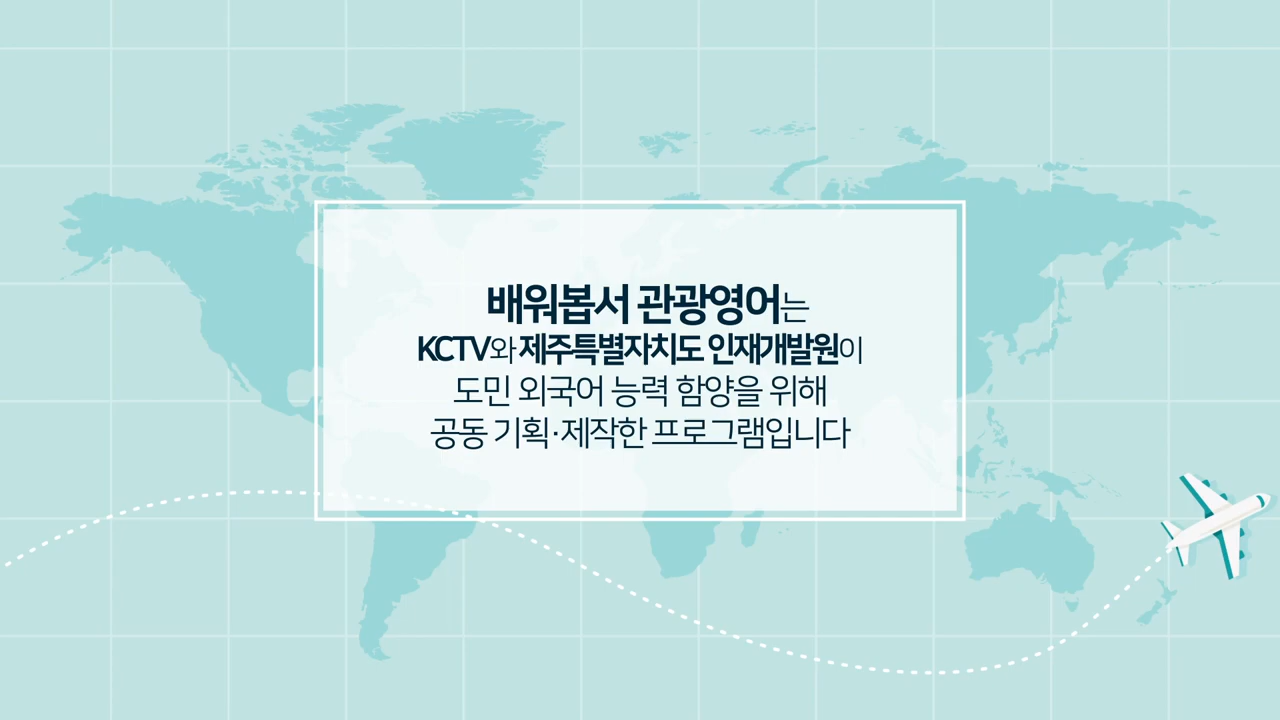 배워봅서 관광영어는
KCTV와 제주특별자치도 인재개발원이
도민 외국어 능력 함양을 위해
공동 기획·제작한 프로그램입니다